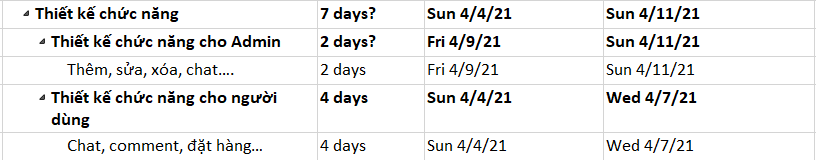 Thiết kế chức năng 7 days? Sun 4/4/21 Sun 4/11/21
Thiết kế chức năng cho Admin 2 days? Fri 4/9/21 Sun 4/11/21
Thêm, sửa, xóa, chat…. 2 days Fri 4/9/21 Sun 4/11/21
Thiết kế chức năng cho người 4 days Sun 4/4/21 Wed 4/7/21
dùng
Chat, comment, đặt hàng… 4 days Sun 4/4/21 Wed 4/7/21